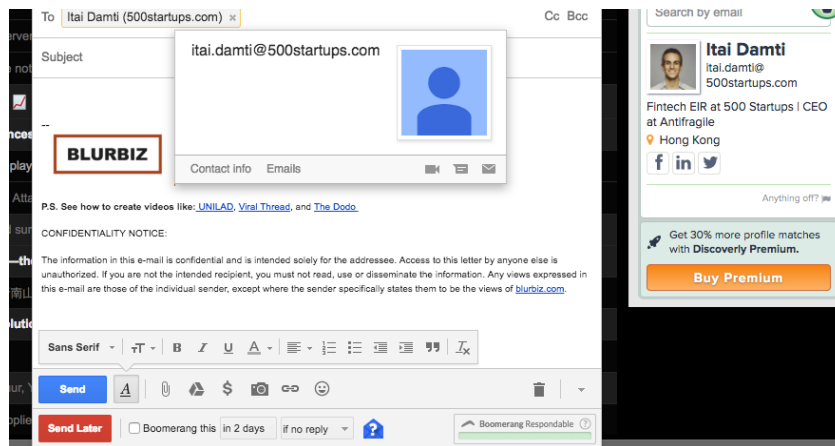 To Itai Damti (500startups.com) × Cc Bcc
Subject
itai.damti@500startups.com
Contact info Emails
--
BLURBIZ
P.S. See how to create videos like: UNILAD, Viral Thread, and The Dodo
CONFIDENTIALITY NOTICE:
The information in this e-mail is confidential and is intended solely for the addressee. Access to this letter by anyone else is
unauthorized. If you are not the intended recipient, you must not read, use or disseminate the information. Any views expressed in
this e-mail are those of the individual sender, except where the sender specifically states them to be the views of blurbiz.com.
Sans Serif
Send
Send Later Boomerang this in 2 days if no reply ? Boomerang Respondable ?
Search by email
Itai Damti
itai.damti@
500startups.com
Fintech EIR at 500 Startups | CEO
at Antifragile
Hong Kong
Anything off?
Get 30% more profile matches
with Discoverly Premium.
Buy Premium
not
play
Atta
南山